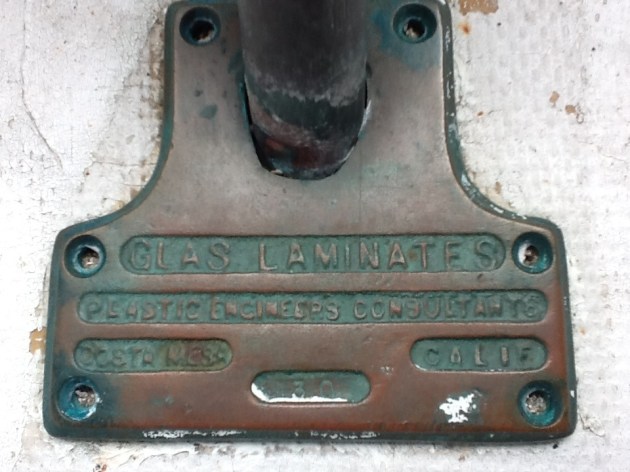 GLAS LAMINATES
PLASTIC ENGINEERS CONSULTANTS
COSTA MESA CALIF
30